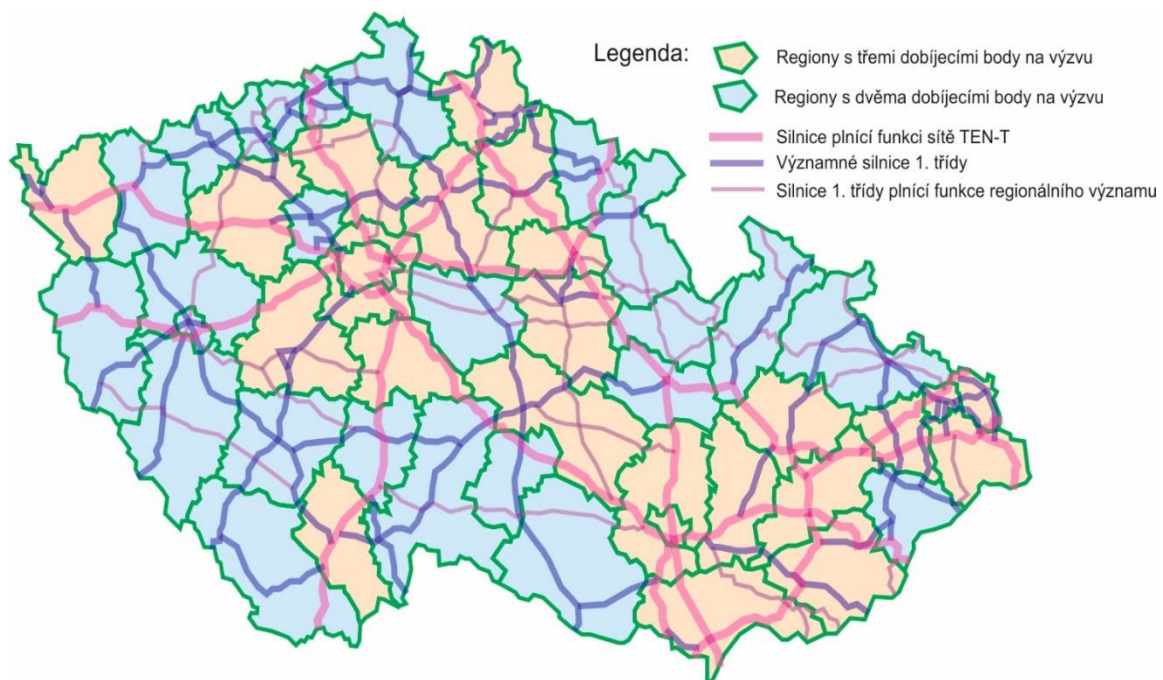 Legenda:
Regiony s třemi dobíjecími body na výzvu
Regiony s dvěma dobíjecími body na výzvu
Silnice plnící funkci sítě TEN-T
Významné silnice 1. třídy
Silnice 1. třídy plnící funkce regionálního významu